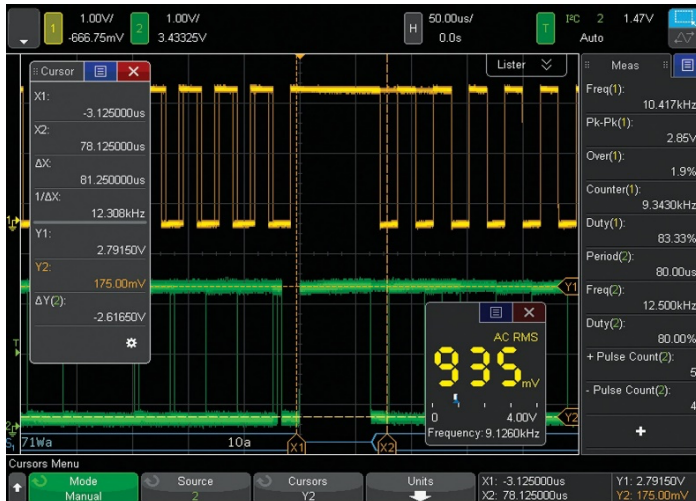 1 1.00V/ 2 1.00V/ H 50.00us/ T I²C 2 1.47V
-666.75mV 3.43325V 0.0s Auto
Lister
Cursor
X1:
-3.125000us
X2:
78.125000us
ΔX:
81.250000us
1/ΔX:
12.308kHz
Y1:
2.79150V
Y2:
175.00mV
ΔY(2):
-2.61650V
Meas
Freq(1):
10.417kHz
Pk-Pk(1):
2.85V
Over(1):
1.9%
Counter(1):
9.3430kHz
Duty(1):
83.33%
Period(2):
80.00us
Freq(2):
12.500kHz
Duty(2):
80.00%
+ Pulse Count(2):
5
- Pulse Count(2):
4
+
Y1
AC RMS
935 mV
0 4.00V
Frequency: 9.1260kHz
T
Y2
71Wa 10a X1 X2
Cursors Menu
Mode Source Cursors Units X1: -3.125000us Y1: 2.79150V
Manual 2 Y2 X2: 78.125000us Y2: 175.00mV